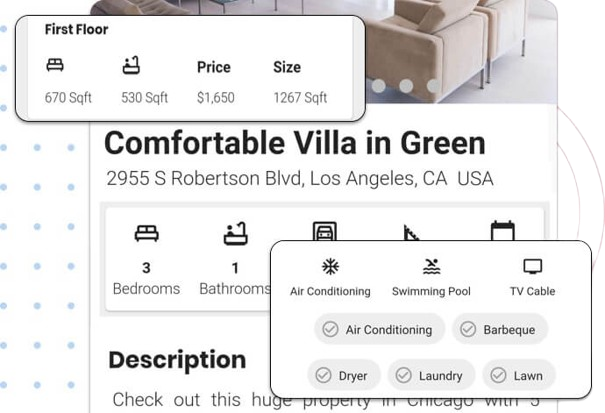 First Floor
Price Size
670 Sqft 530 Sqft $1,650 1267 Sqft
Comfortable Villa in Green
2955 S Robertson Blvd, Los Angeles, CA USA
3 1
Bedrooms Bathrooms
Air Conditioning Swimming Pool TV Cable
Air Conditioning Barbeque
Dryer Laundry Lawn
Description
Check out this huge property in Chicago with 5